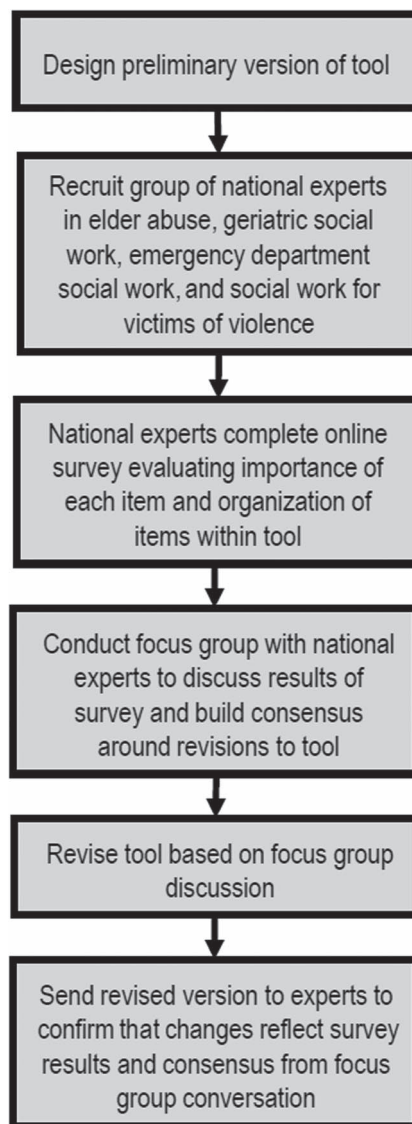 Design preliminary version of tool
Recruit group of national experts
in elder abuse, geriatric social
work, emergency department
social work, and social work for
victims of violence
National experts complete online
survey evaluating importance of
each item and organization of
items within tool
Conduct focus group with national
experts to discuss results of
survey and build consensus
around revisions to tool
Revise tool based on focus group
discussion
Send revised version to experts to
confirm that changes reflect survey
results and consensus from focus
group conversation